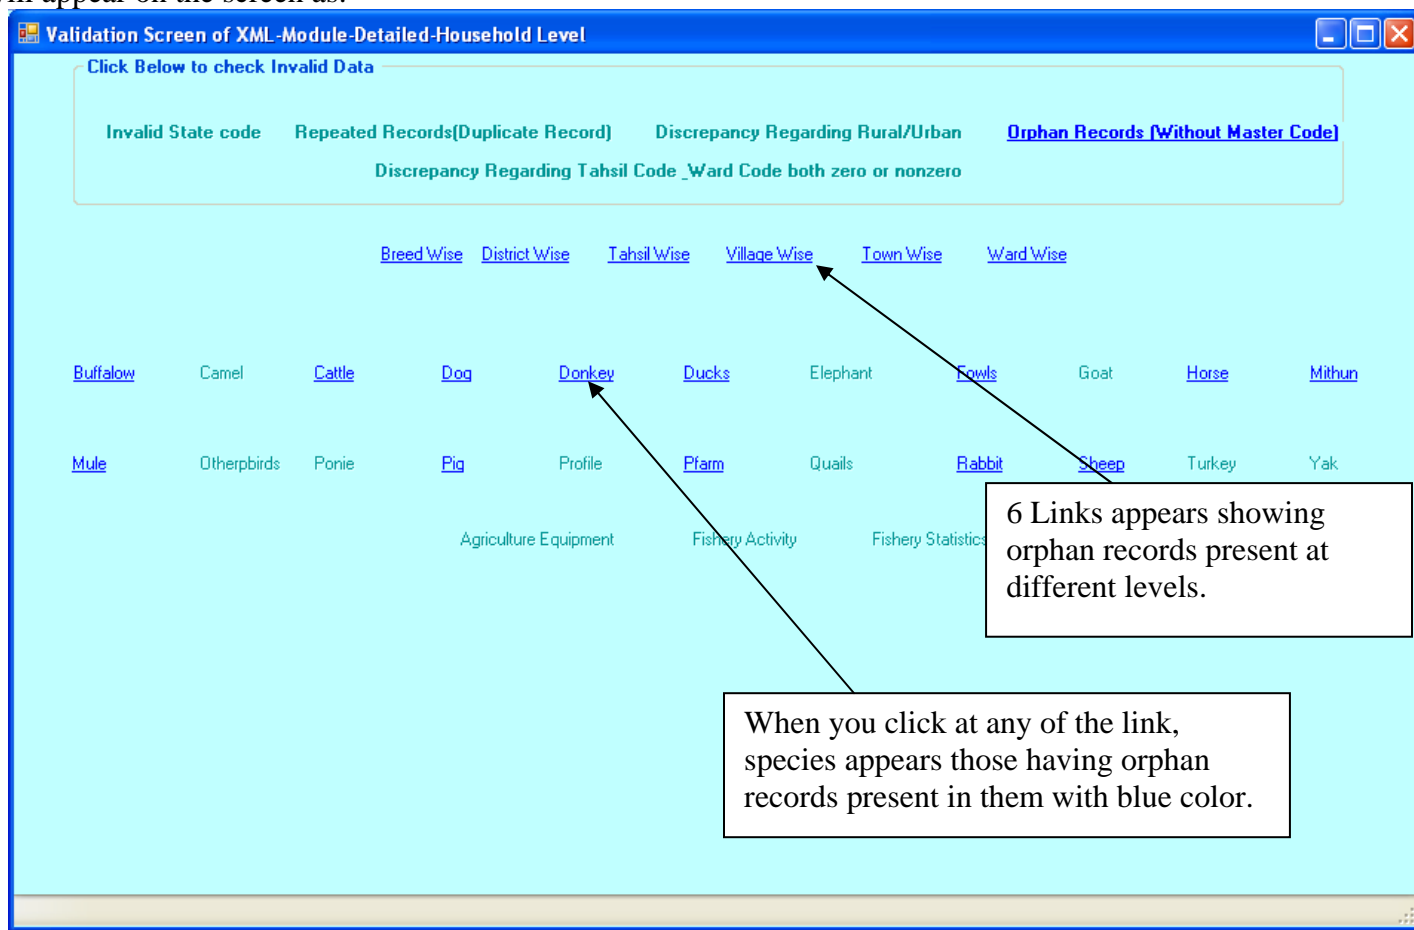 appear on the screen as:
Validation Screen of XML-Module-Detailed-Household Level
Click Below to check Invalid Data
Invalid State code Repeated Records(Duplicate Record) Discrepancy Regarding Rural/Urban Orphan Records (Without Master Code)
Discrepancy Regarding Tahsil Code _Ward Code both zero or nonzero
Breed Wise District Wise Tahsil Wise Village Wise Town Wise Ward Wise
Buffalow Camel Cattle Dog Donkey Ducks Elephant Fowls Goat Horse Mithun
Mule Otherpbirds Ponie Pig Profile Pfarm Quails Rabbit Sheep Turkey Yak
Agriculture Equipment Fishery Activity Fishery Statistics
6 Links appears showing
orphan records present at
different levels.
When you click at any of the link,
species appears those having orphan
records present in them with blue color.